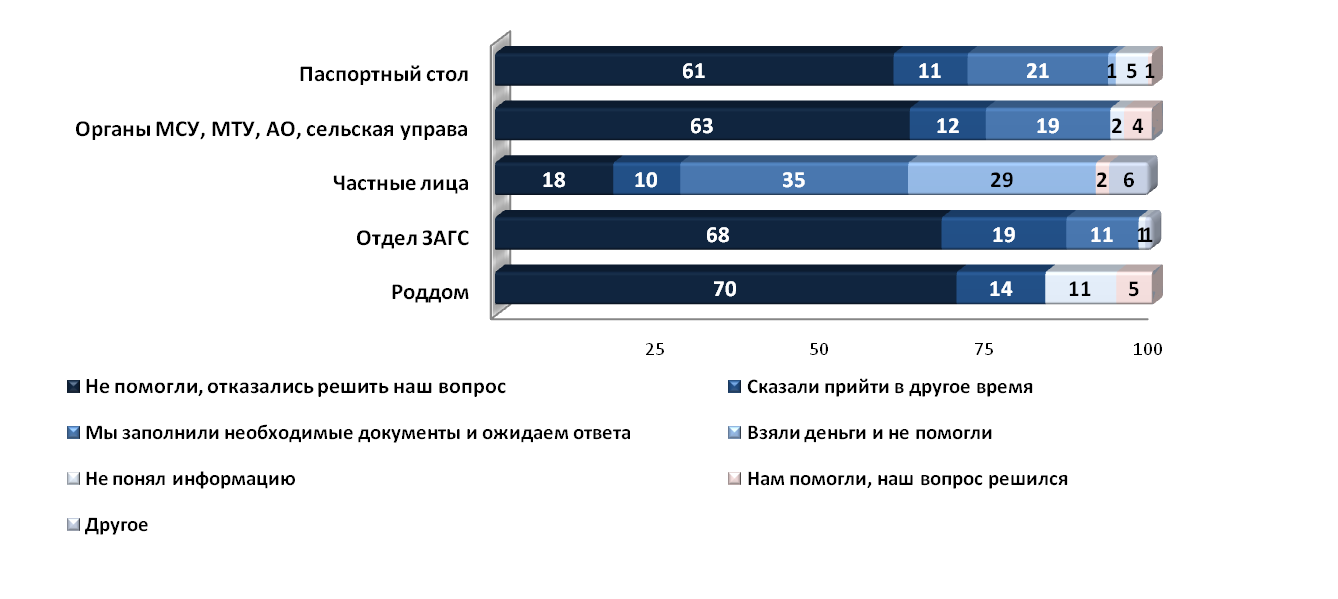 Паспортный стол 61 11 21 1 5 1
Органы МСУ, МТУ, АО, сельская управа 63 12 19 2 4
Частные лица 18 10 35 29 2 6
Отдел ЗАГС 68 19 11 1 1
Роддом 70 14 11 5
25 50 75 100
Не помогли, отказались решить наш вопрос Сказали прийти в другое время
Мы заполнили необходимые документы и ожидаем ответа Взяли деньги и не помогли
Не понял информацию Нам помогли, наш вопрос решился
Другое